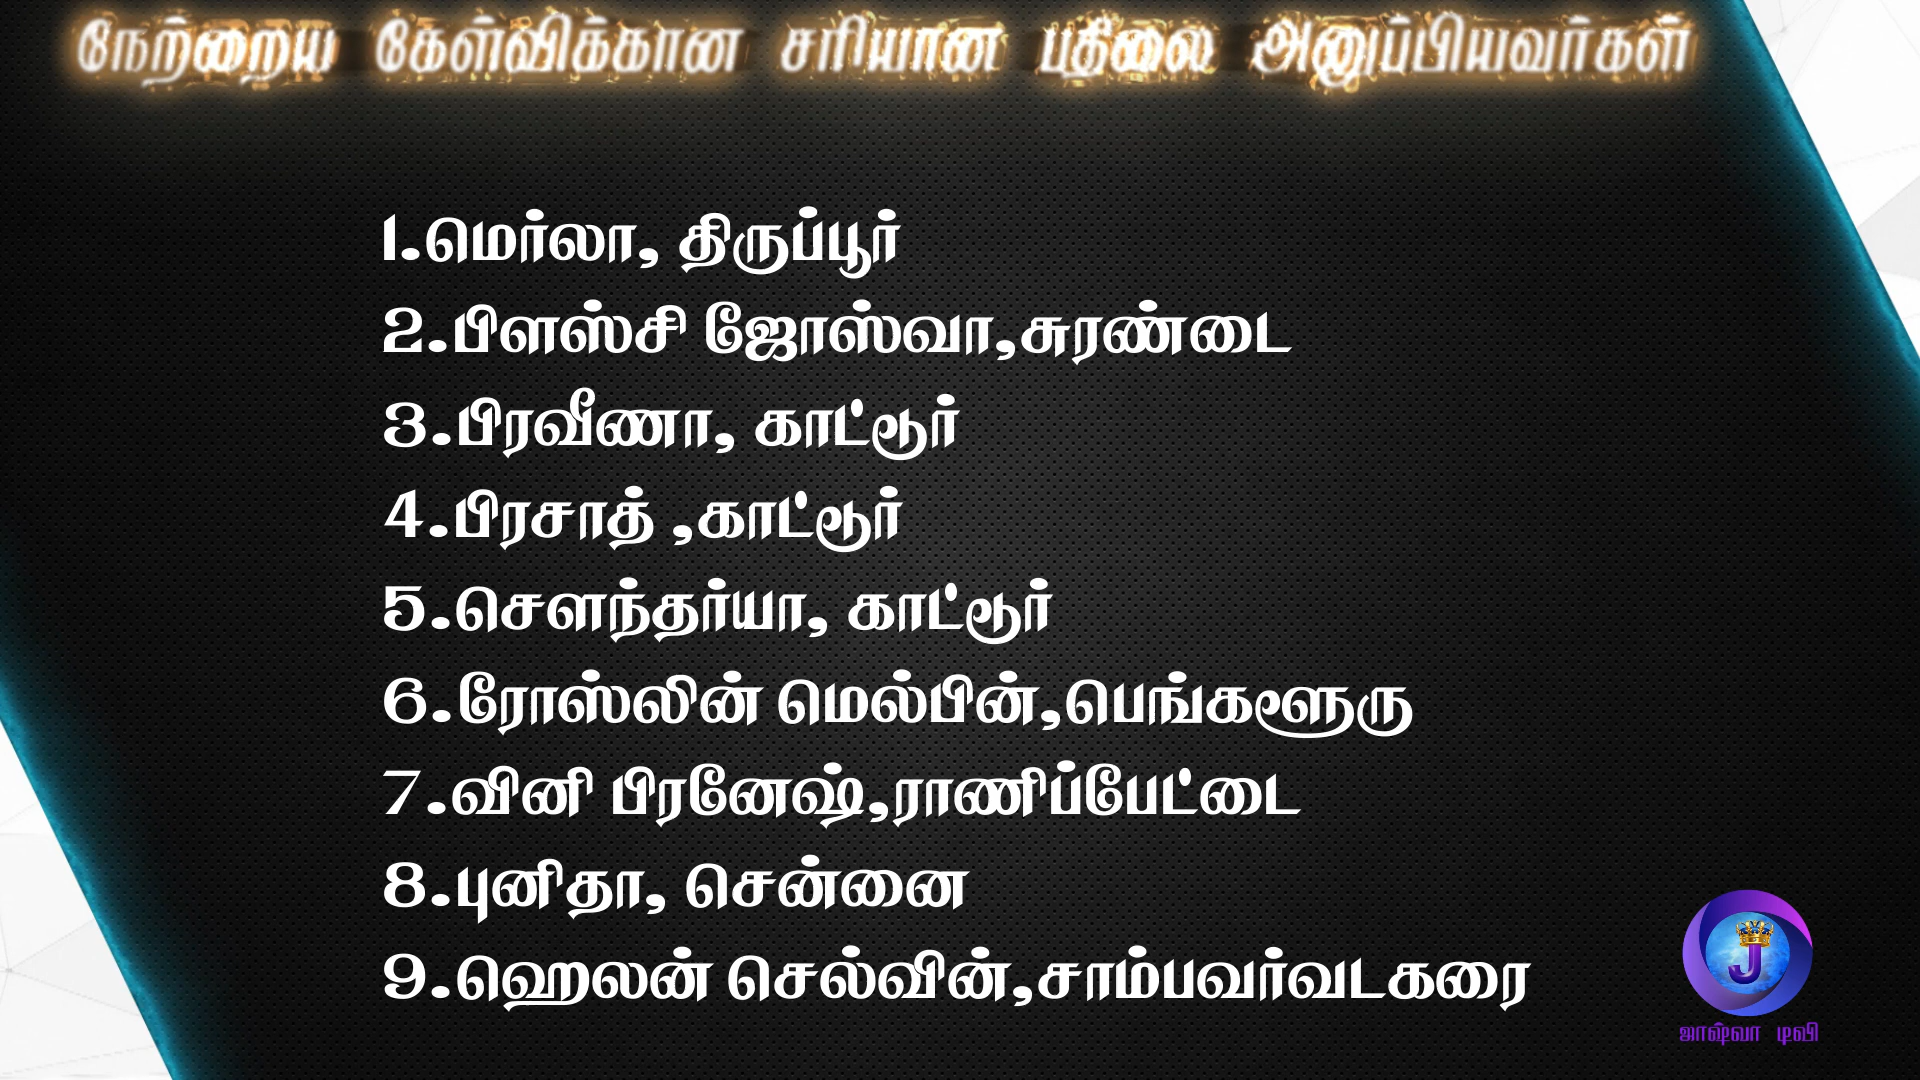 நேற்றைய கேள்விக்கான சரியான பதிலை அனுப்பியவர்கள்
1.மெர்லா, திருப்பூர்
2.பிளஸ்சி ஜோஸ்வா,சுரண்டை
3.பிரவீணா, காட்டூர்
4.பிரசாத் ,காட்டூர்
5.சௌந்தர்யா, காட்டூர்
6.ரோஸ்லின் மெல்பின்,பெங்களூரு
7.வினி பிரனேஷ்,ராணிப்பேட்டை
8.புனிதா, சென்னை
9.ஹெலன் செல்வின்,சாம்பவர்வடகரை
J
ஜாஷ்வா டிவி